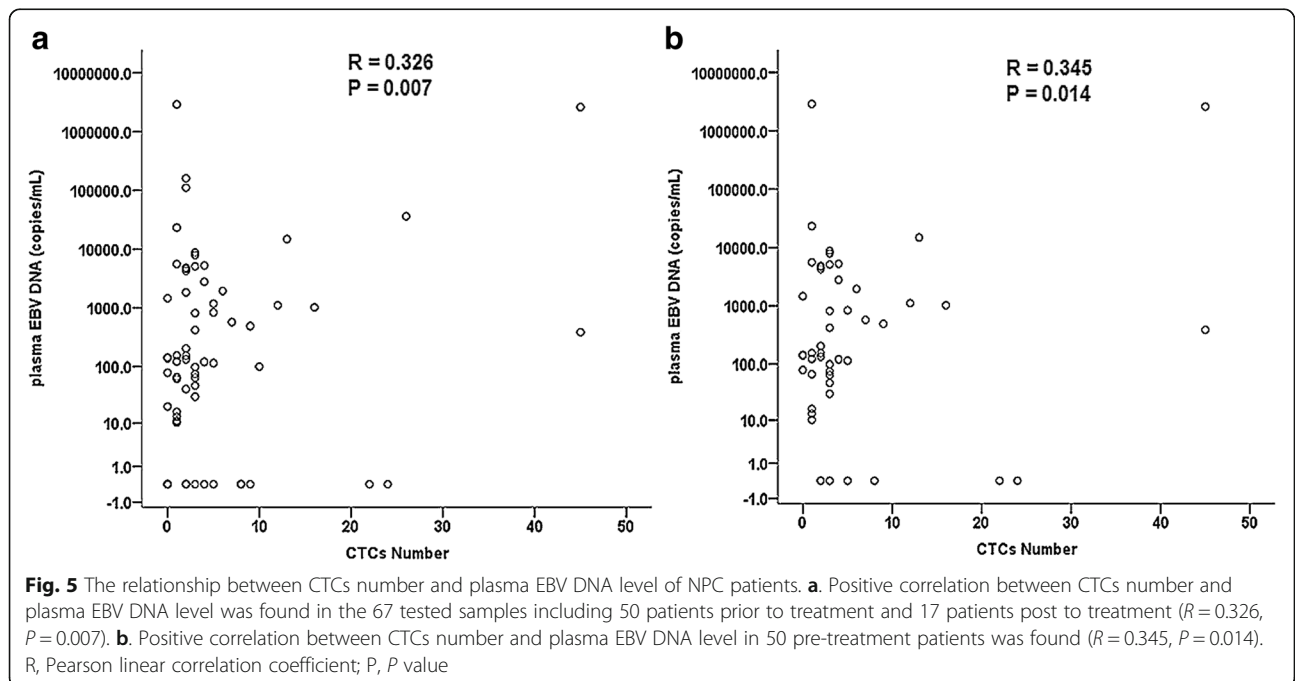 a
R = 0.326
P = 0.007
plasma EBV DNA (copies/mL)
10000000.0
1000000.0
100000.0
10000.0
1000.0
100.0
10.0
1.0
-1.0
0 10 20 30 40 50
CTCs Number
b
R = 0.345
P = 0.014
plasma EBV DNA (copies/mL)
10000000.0
1000000.0
100000.0
10000.0
1000.0
100.0
10.0
1.0
-1.0
0 10 20 30 40 50
CTCs Number
Fig. 5 The relationship between CTCs number and plasma EBV DNA level of NPC patients. a. Positive correlation between CTCs number and
plasma EBV DNA level was found in the 67 tested samples including 50 patients prior to treatment and 17 patients post to treatment (R = 0.326,
P = 0.007). b. Positive correlation between CTCs number and plasma EBV DNA level in 50 pre-treatment patients was found (R = 0.345, P = 0.014).
R, Pearson linear correlation coefficient; P, P value